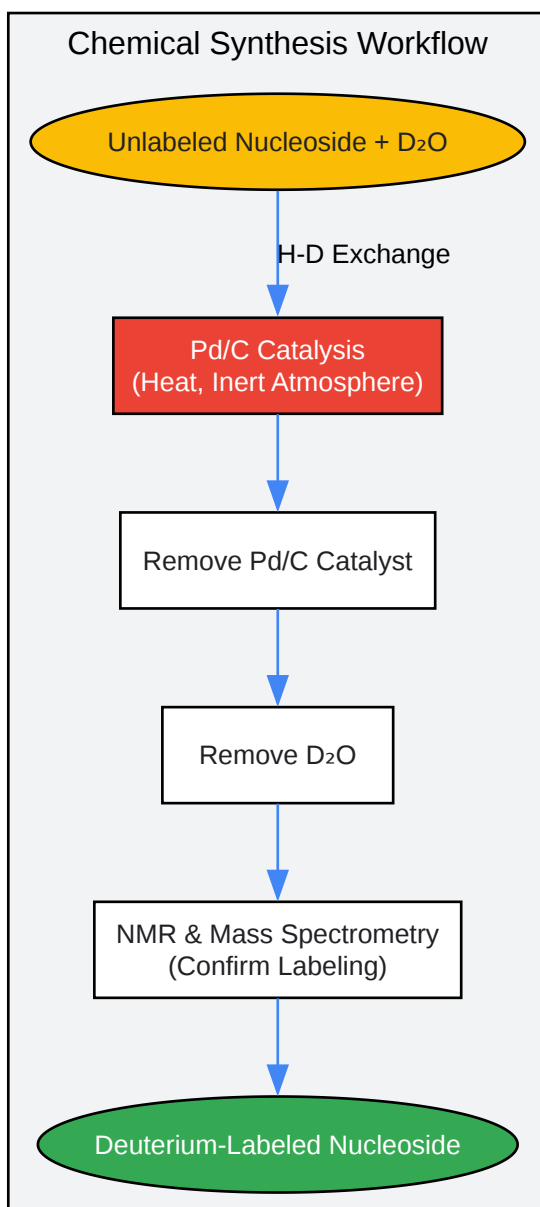 Chemical Synthesis Workflow
Unlabeled Nucleoside + D₂O
H-D Exchange
Pd/C Catalysis
(Heat, Inert Atmosphere)
Remove Pd/C Catalyst
Remove D₂O
NMR & Mass Spectrometry
(Confirm Labeling)
Deuterium-Labeled Nucleoside